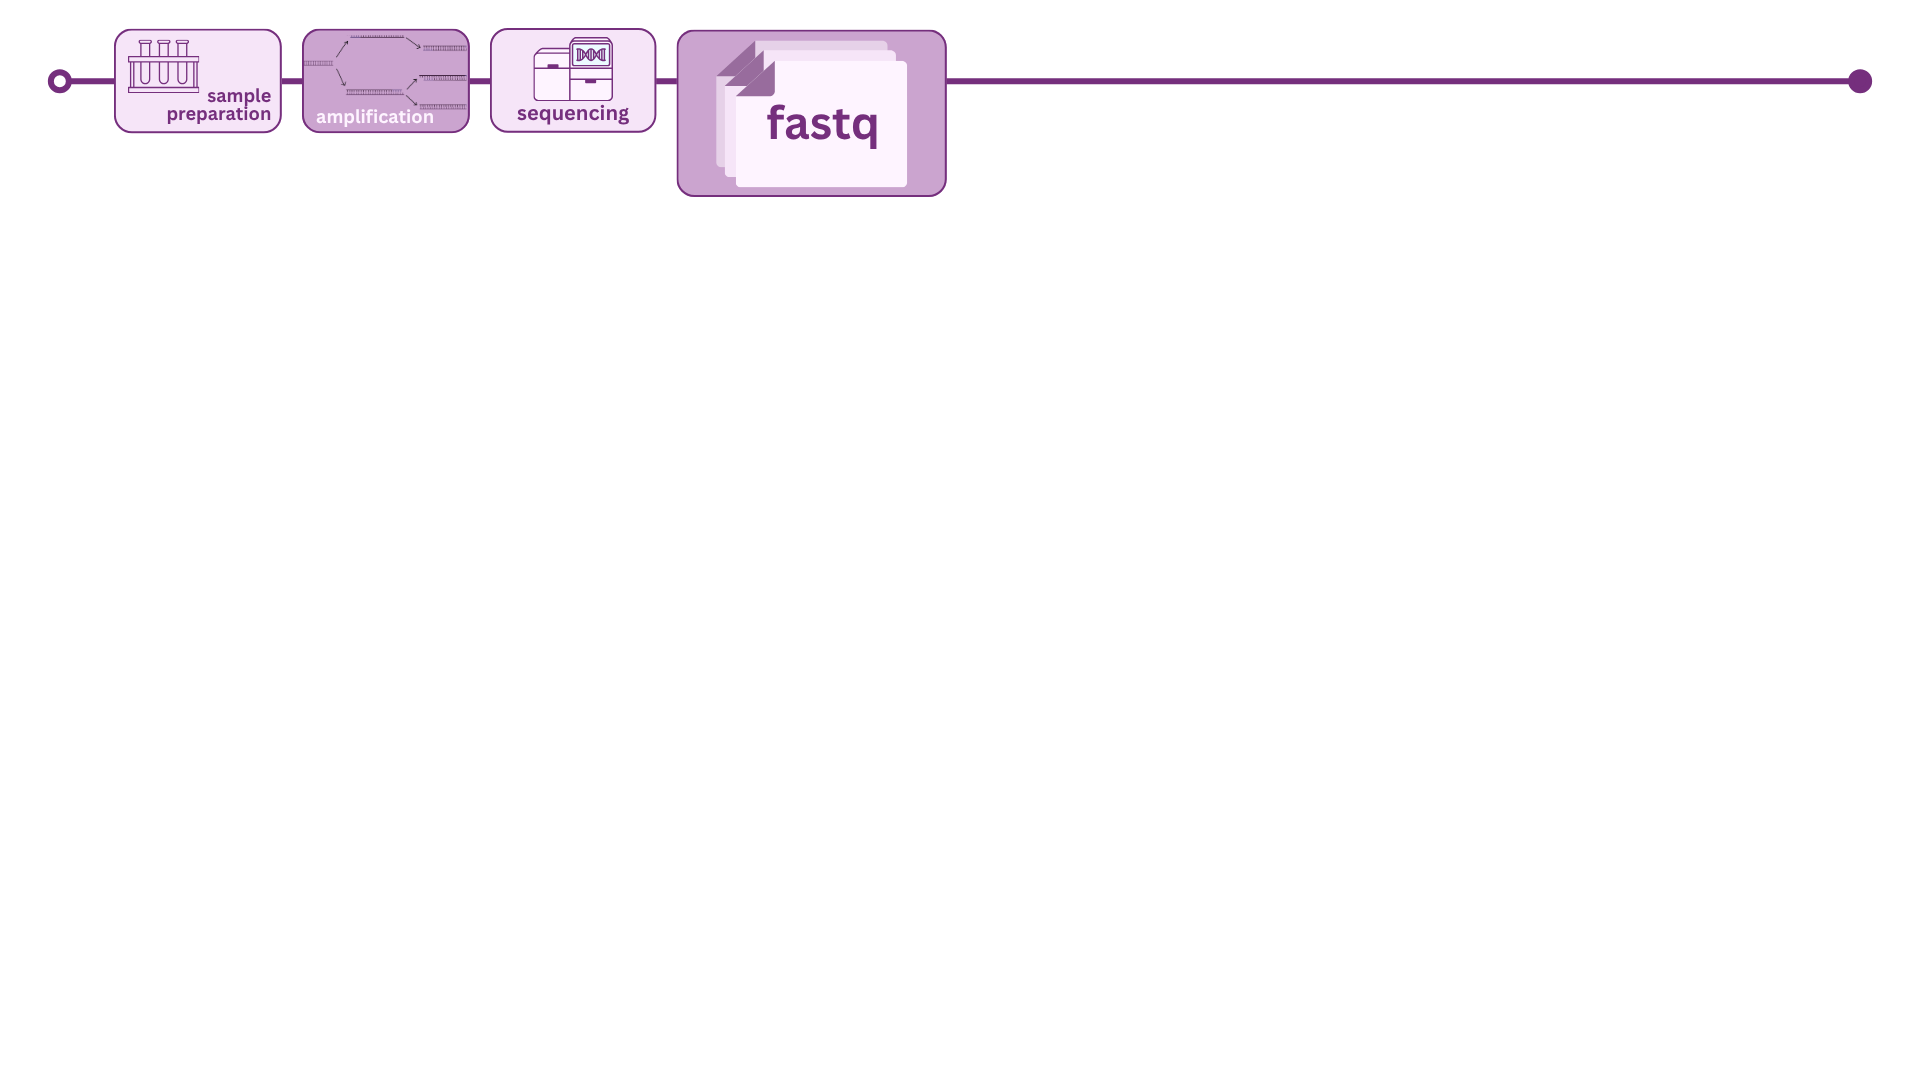 sample
preparation
amplification
sequencing
fastq